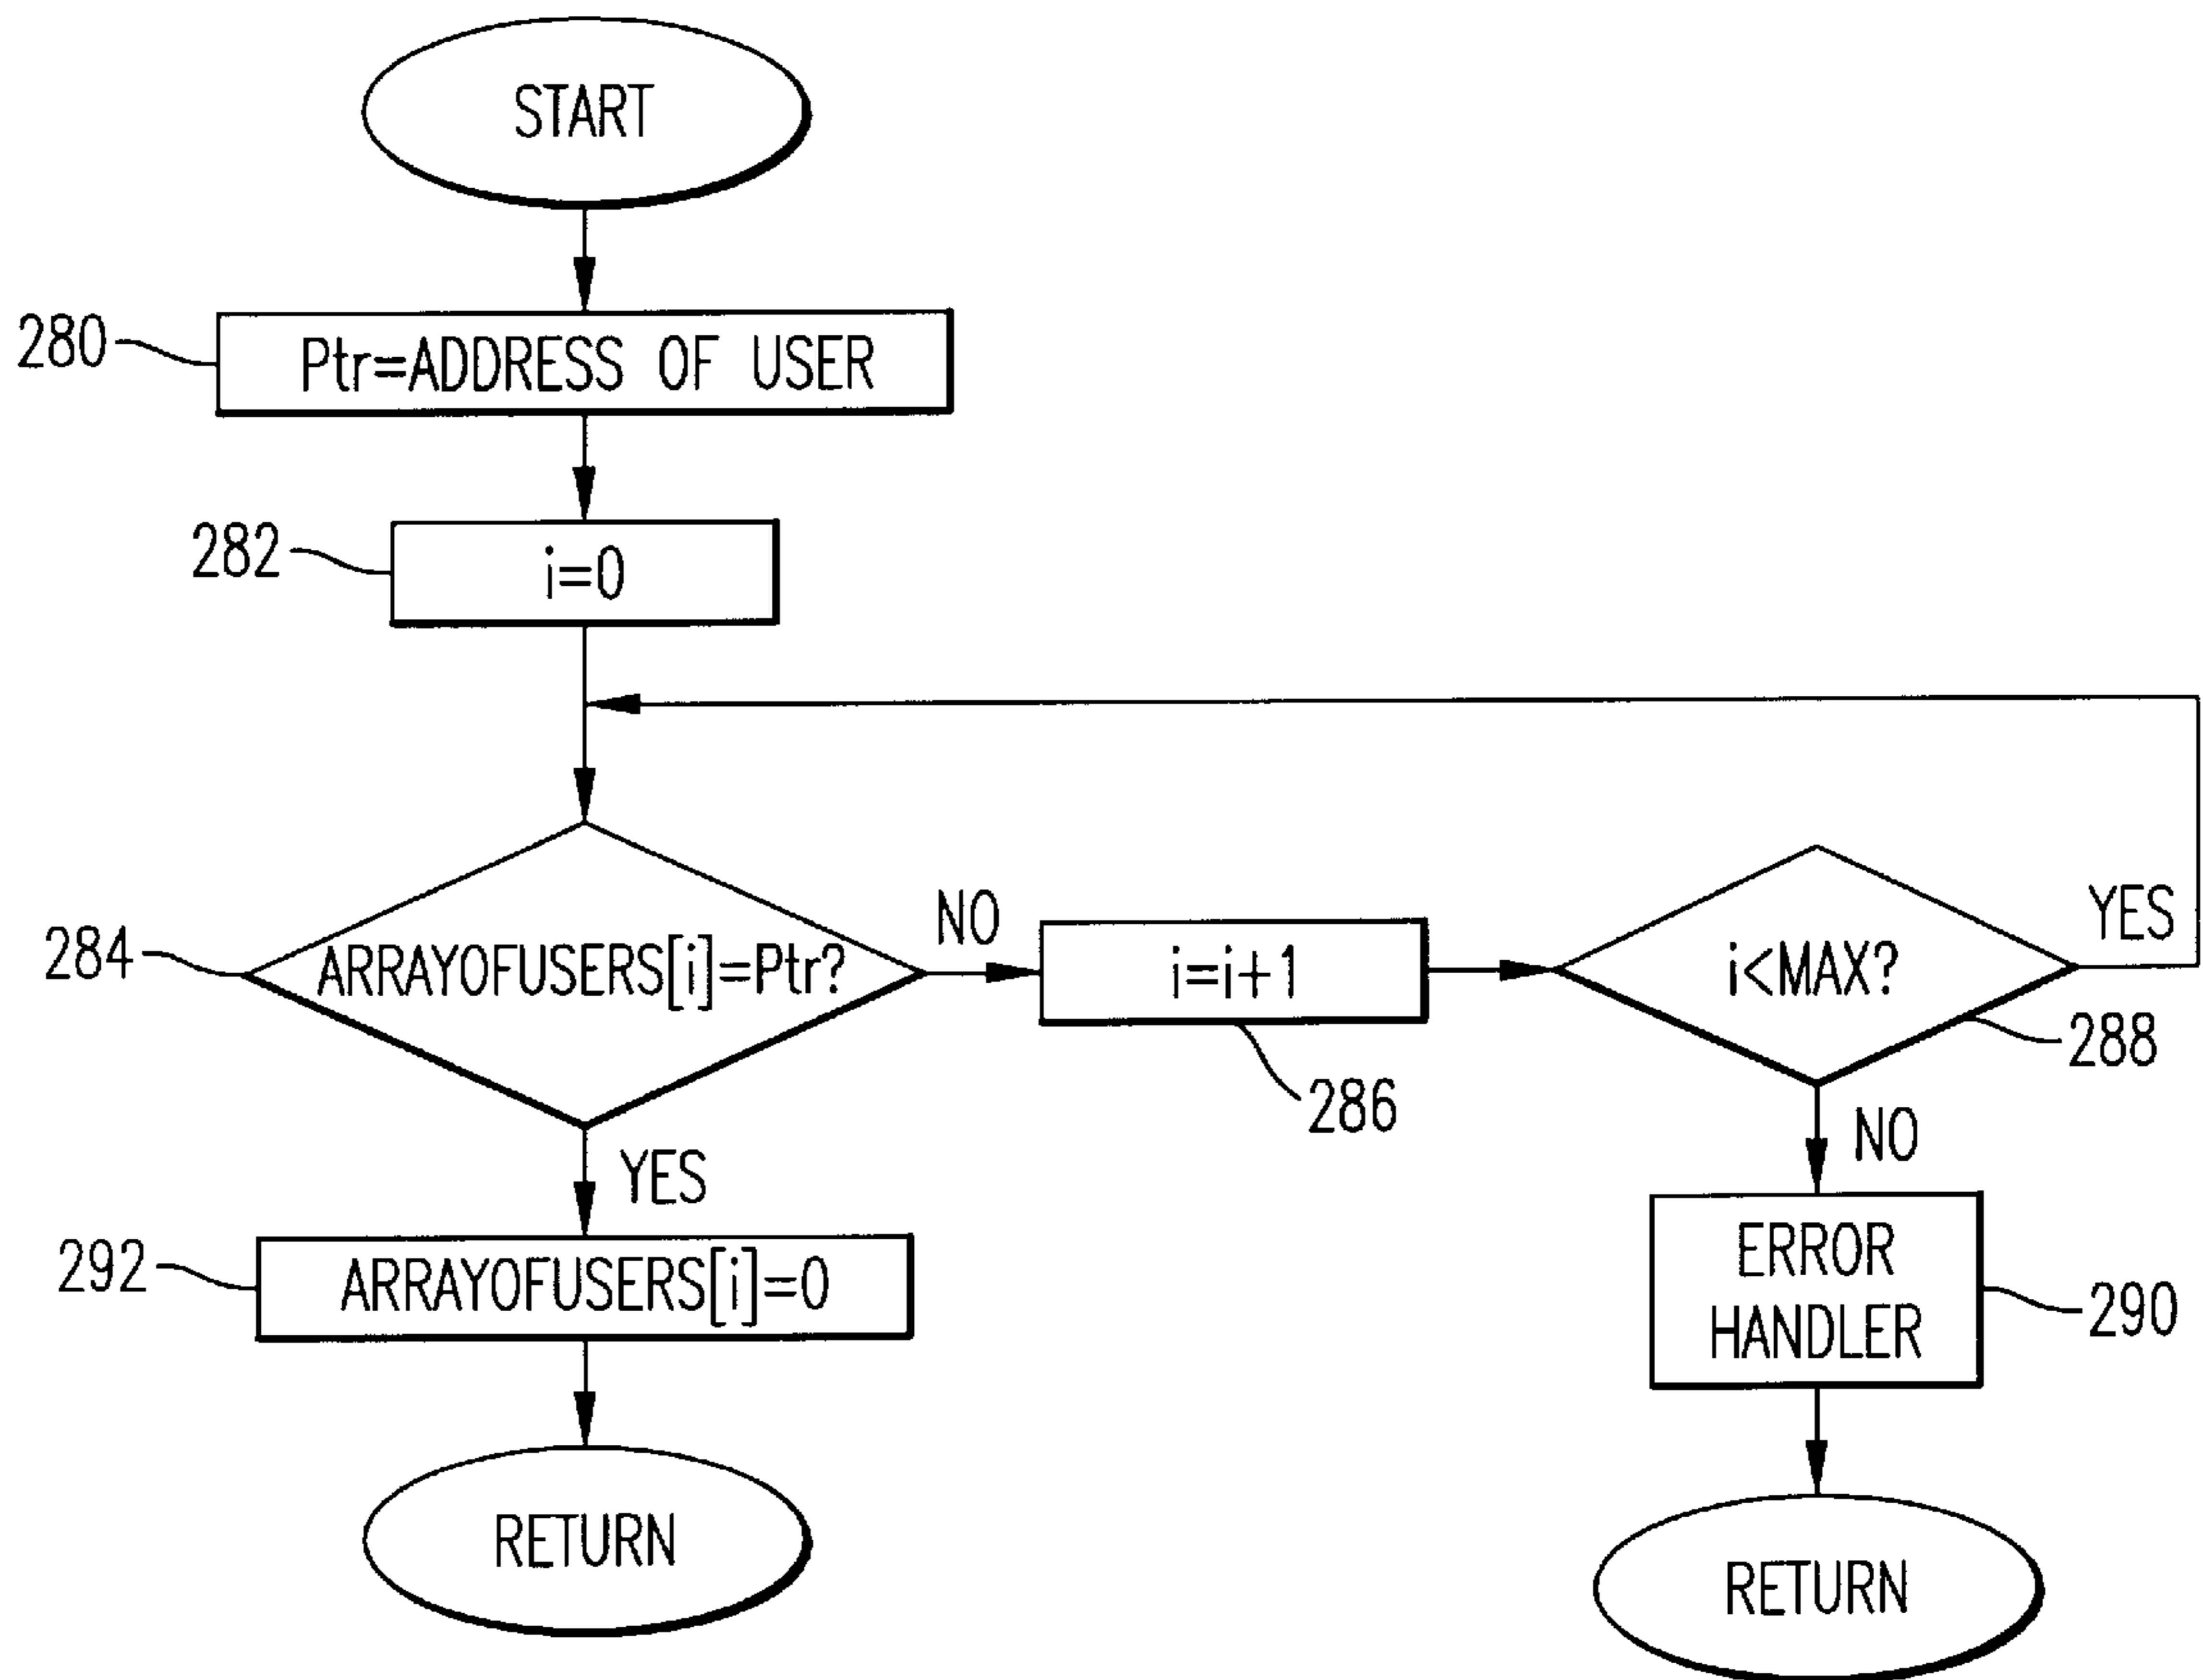 START
280
Ptr=ADDRESS OF USER
282
i=0
284
ARRAYOFUSERS[i]=Ptr?
NO
i=i+1
286
i<MAX?
YES
288
NO
YES
292
ARRAYOFUSERS[i]=0
ERROR
HANDLER
290
RETURN
RETURN